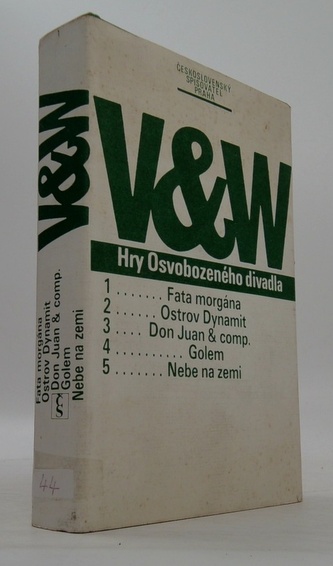 ČESKOSLOVENSKÝ
SPISOVATEL
PRAHA
V&W
Hry Osvobozeného divadla
1 ....... Fata morgána
2 ...... Ostrov Dynamit
3 .... Don Juan & comp.
4 .......... Golem
5 ....... Nebe na zemi
V&W
Fata morgána
Ostrov Dynamit
Don Juan & comp.
Golem
Nebe na zemi
ČS
44